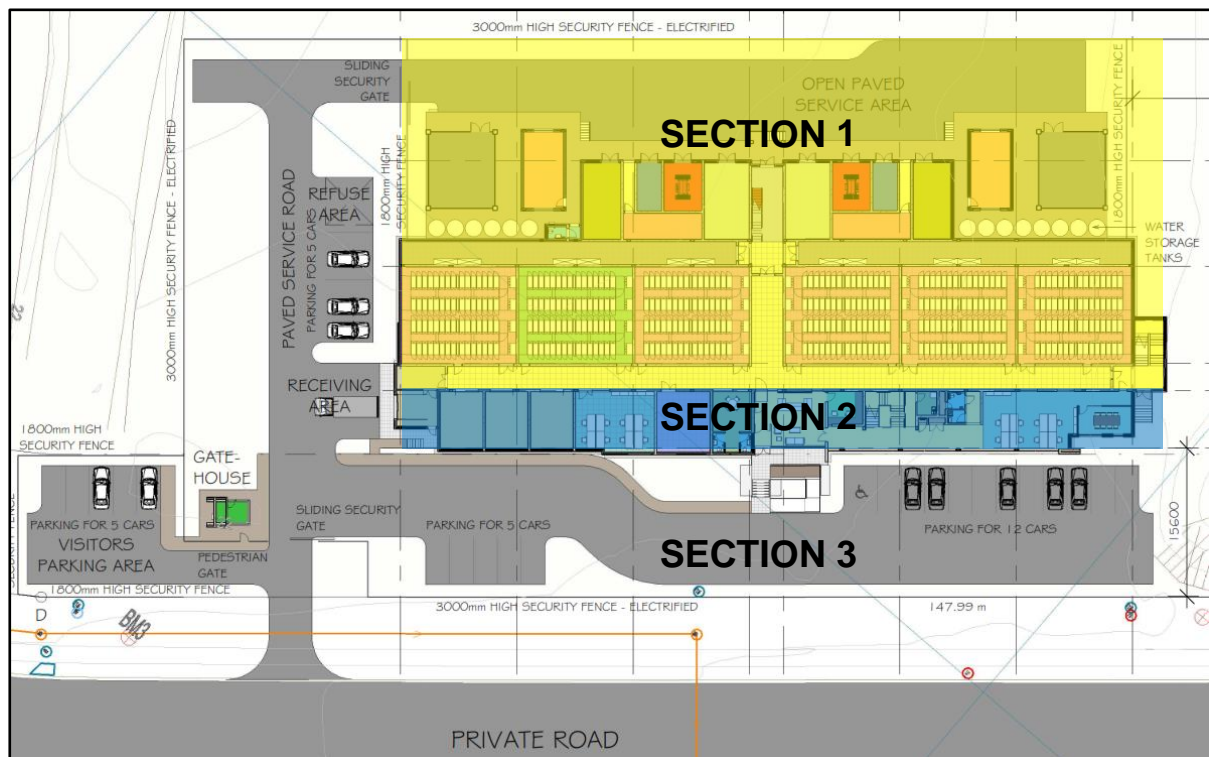 3000mm HIGH SECURITY FENCE - ELECTRIFIED
SLIDING
SECURITY
GATE
OPEN PAVED
SERVICE AREA
SECTION 1
1800mm HIGH SECURITY FENCE
3000mm HIGH SECURITY FENCE - ELECTRIFIED
1800mm HIGH
SECURITY FENCE
REFUSE
AREA
PAVED SERVICE ROAD
PARKING FOR 5 CARS
WATER
STORAGE
TANKS
22
RECEIVING
AREA
SECTION 2
1800mm HIGH
SECURITY FENCE
GATE-
HOUSE
SLIDING SECURITY
GATE
PARKING FOR 5 CARS
VISITORS
PARKING AREA
PARKING FOR 5 CARS
PARKING FOR 12 CARS
15600
SECTION 3
PEDESTRIAN
GATE
SECURITY FENCE
1800mm HIGH SECURITY FENCE
3000mm HIGH SECURITY FENCE - ELECTRIFIED
147.99 m
D
BM3
PRIVATE ROAD